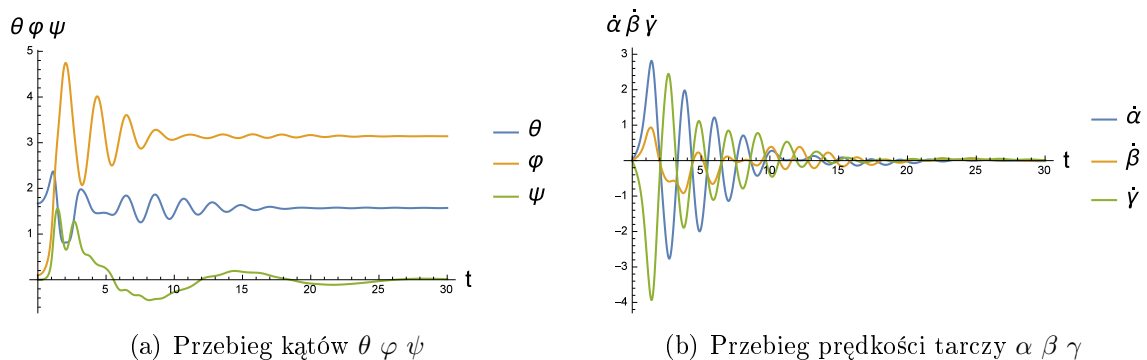 θ φ ψ
5
4
3
2
1
5 10 15 20 25 30
t
θ
φ
ψ
(a) Przebieg kątów θ φ ψ
α̇ β̇ γ̇
3
2
1
-1
-2
-3
-4
5 10 15 20 25 30
t
α̇
β̇
γ̇
(b) Przebieg prędkości tarczy α β γ